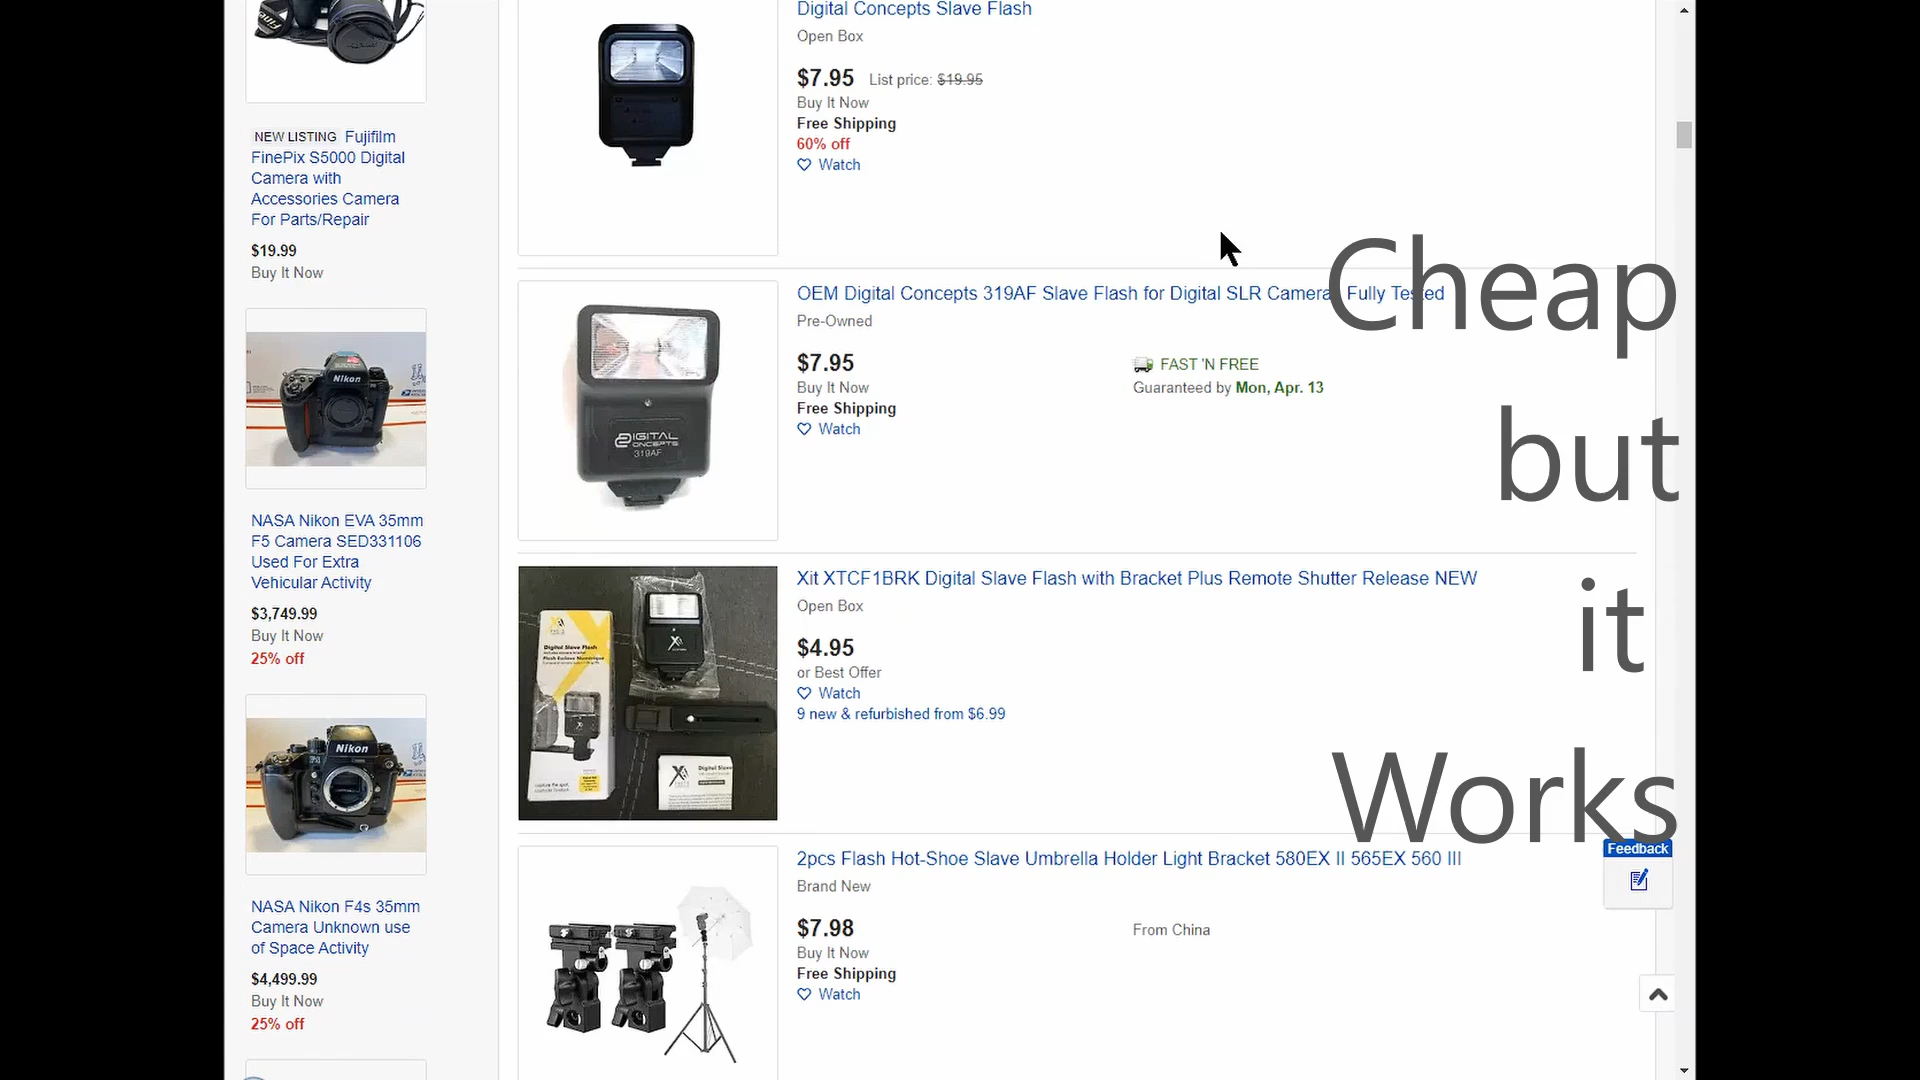 NEW LISTING Fujifilm
FinePix S5000 Digital
Camera with
Accessories Camera
For Parts/Repair
$19.99
Buy It Now
Nikon
NASA Nikon EVA 35mm
F5 Camera SED331106
Used For Extra
Vehicular Activity
$3,749.99
Buy It Now
25% off
Nikon
NASA Nikon F4s 35mm
Camera Unknown use
of Space Activity
$4,499.99
Buy It Now
25% off
Digital Concepts Slave Flash
Open Box
$7.95 List price: $19.95
Buy It Now
Free Shipping
60% off
Watch
OEM Digital Concepts 319AF Slave Flash for Digital SLR Camera Fully Tested
Pre-Owned
$7.95
Buy It Now
Free Shipping
Watch
FAST 'N FREE
Guaranteed by Mon, Apr. 13
DIGITAL
CONCEPTS
319AF
Xit XTCF1BRK Digital Slave Flash with Bracket Plus Remote Shutter Release NEW
Open Box
$4.95
or Best Offer
Watch
9 new & refurbished from $6.99
Digital Slave Flash
2pcs Flash Hot-Shoe Slave Umbrella Holder Light Bracket 580EX II 565EX 560 III
Brand New
$7.98
Buy It Now
Free Shipping
Watch
From China
Cheap
but
it
Works
Feedback